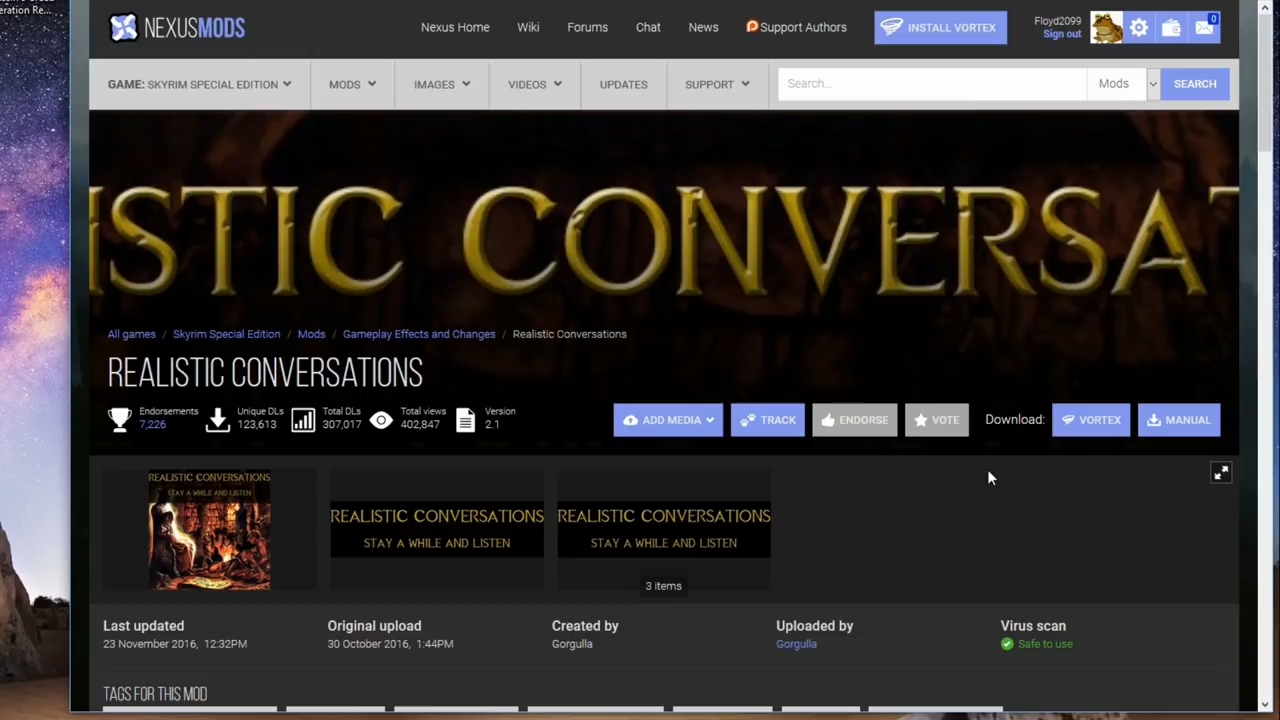 eration Re...
NEXUSMODS
Nexus Home
Wiki
Forums
Chat
News
Support Authors
INSTALL VORTEX
Floyd2099
Sign out
0
GAME: SKYRIM SPECIAL EDITION
MODS
IMAGES
VIDEOS
UPDATES
SUPPORT
Search...
Mods
SEARCH
ISTIC CONVERSAT
All games / Skyrim Special Edition / Mods / Gameplay Effects and Changes / Realistic Conversations
REALISTIC CONVERSATIONS
Endorsements
7,226
Unique DLs
123,613
Total DLs
307,017
Total views
402,847
Version
2.1
ADD MEDIA
TRACK
ENDORSE
VOTE
Download:
VORTEX
MANUAL
REALISTIC CONVERSATIONS
STAY A WHILE AND LISTEN
REALISTIC CONVERSATIONS
STAY A WHILE AND LISTEN
REALISTIC CONVERSATIONS
STAY A WHILE AND LISTEN
3 items
Last updated
23 November 2016, 12:32PM
Original upload
30 October 2016, 1:44PM
Created by
Gorgulla
Uploaded by
Gorgulla
Virus scan
Safe to use
TAGS FOR THIS MOD